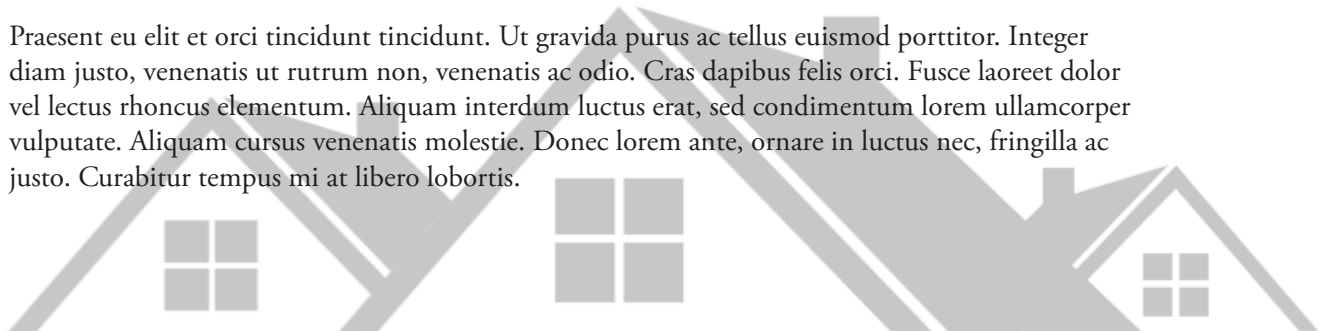 Praesent eu elit et orci tincidunt tincidunt. Ut gravida purus ac tellus euismod porttitor. Integer
diam justo, venenatis ut rutrum non, venenatis ac odio. Cras dapibus felis orci. Fusce laoreet dolor
vel lectus rhoncus elementum. Aliquam interdum luctus erat, sed condimentum lorem ullamcorper
vulputate. Aliquam cursus venenatis molestie. Donec lorem ante, ornare in luctus nec, fringilla ac
justo. Curabitur tempus mi at libero lobortis.